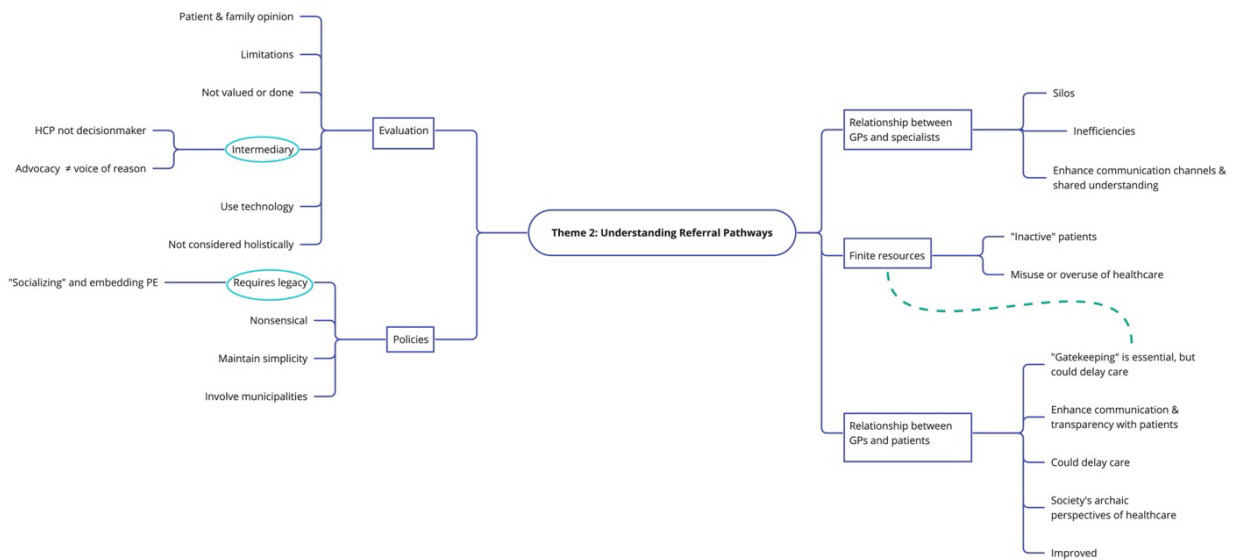 Patient & family opinion
Limitations
Not valued or done
HCP not decisionmaker
Advocacy ≠ voice of reason
Intermediary
Use technology
Not considered holistically
Evaluation
"Socializing" and embedding PE
Requires legacy
Nonsensical
Maintain simplicity
Involve municipalities
Policies
Theme 2: Understanding Referral Pathways
Relationship between
GPs and specialists
Silos
Inefficiencies
Enhance communication channels &
shared understanding
Finite resources
"Inactive" patients
Misuse or overuse of healthcare
Relationship between
GPs and patients
"Gatekeeping" is essential, but
could delay care
Enhance communication &
transparency with patients
Could delay care
Society's archaic
perspectives of healthcare
Improved